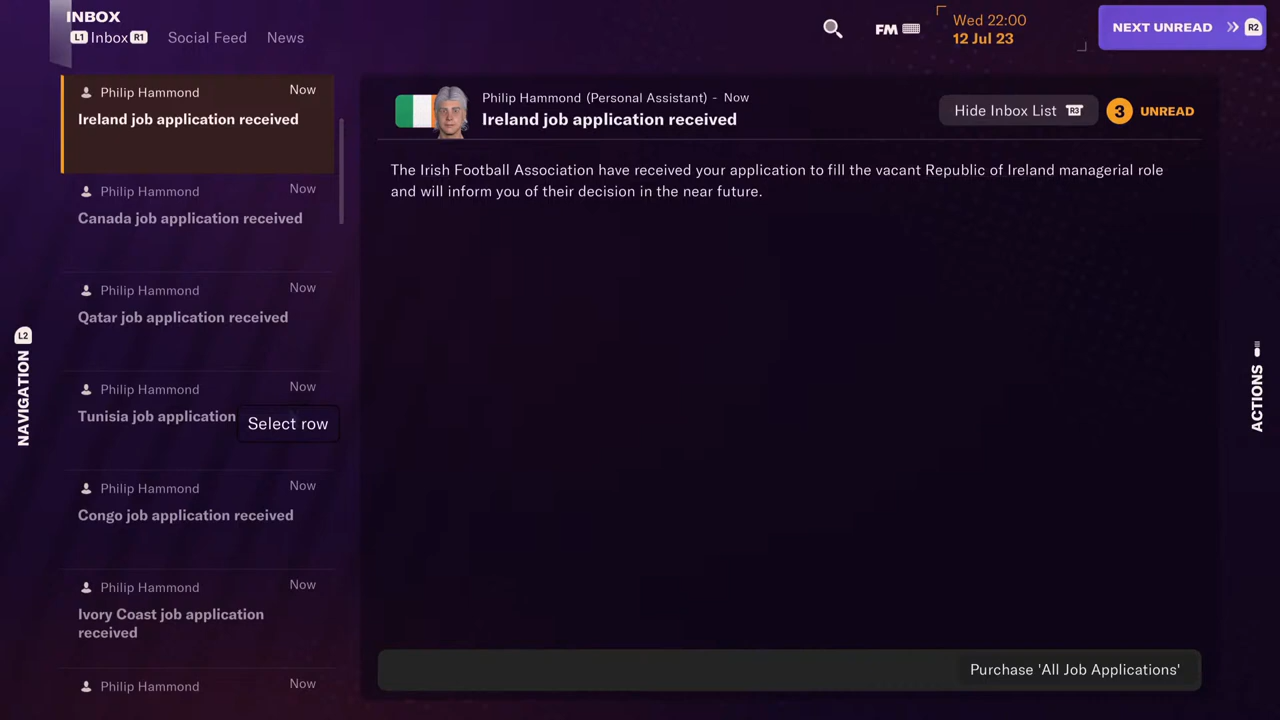 INBOX
L1 Inbox R1 Social Feed News
FM
Wed 22:00
12 Jul 23
NEXT UNREAD R2
Philip Hammond Now
Ireland job application received
Philip Hammond Now
Canada job application received
Philip Hammond Now
Qatar job application received
Philip Hammond Now
Tunisia job application
Select row
Philip Hammond Now
Congo job application received
Philip Hammond Now
Ivory Coast job application
received
Philip Hammond Now
L2
NAVIGATION
Philip Hammond (Personal Assistant) - Now
Ireland job application received
Hide Inbox List R3
3 UNREAD
The Irish Football Association have received your application to fill the vacant Republic of Ireland managerial role
and will inform you of their decision in the near future.
Purchase 'All Job Applications'
ACTIONS